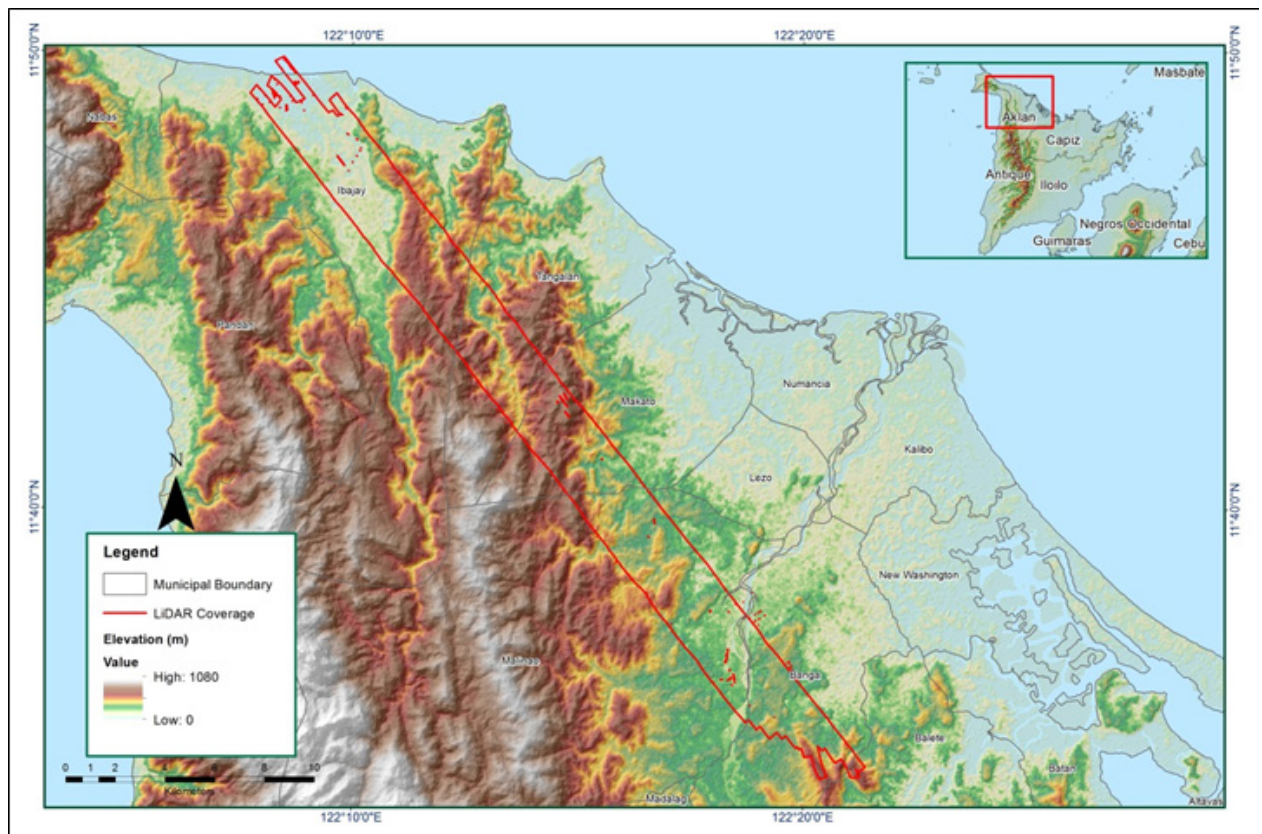 122°10'0"E
122°20'0"E
11°50'0"N
11°50'0"N
Masbate
Aklan
Capiz
Antique
Iloilo
Negros Occidental
Guimaras
Cebu
Nabas
Ibajay
Tangalan
Pandan
Numancia
Makato
Kalibo
Lezo
N
11°40'0"N
11°40'0"N
New Washington
Malinao
Banga
Balete
Batan
Madalag
Altavas
Legend
Municipal Boundary
LiDAR Coverage
Elevation (m)
Value
High: 1080
Low: 0
0 1 2 4 6 8 10
Kilometers
122°10'0"E
122°20'0"E